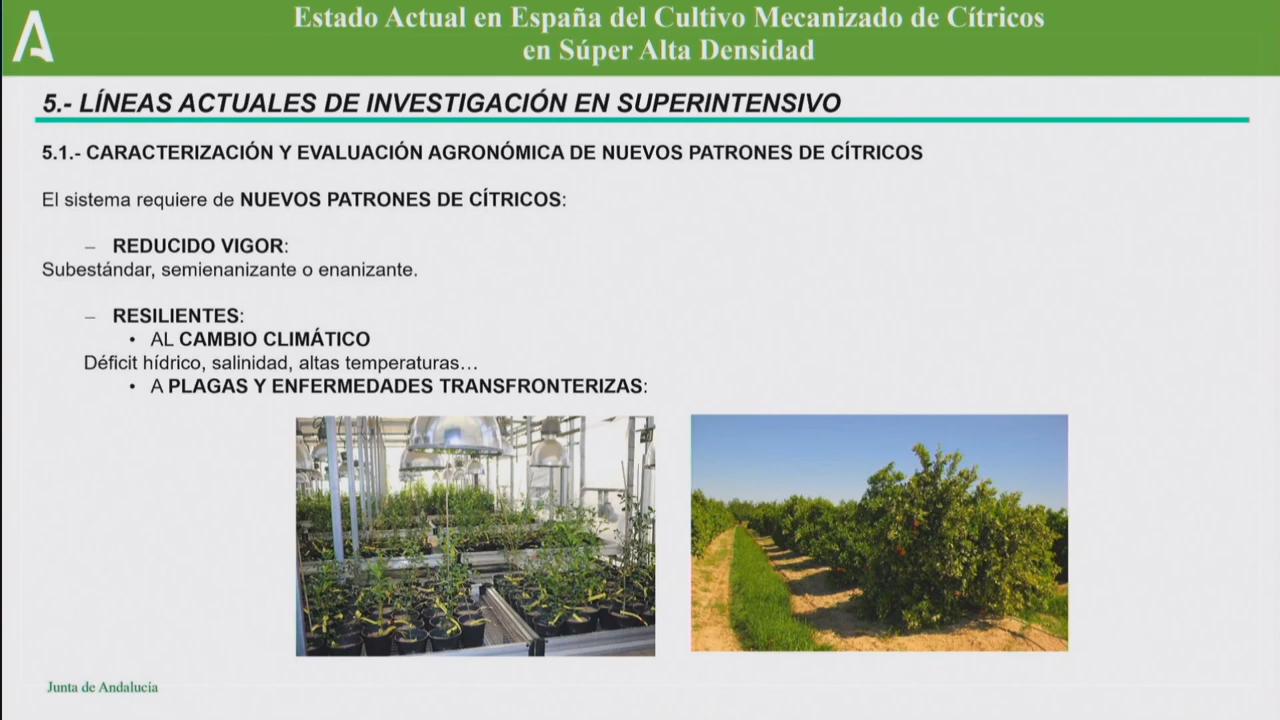 Estado Actual en España del Cultivo Mecanizado de Cítricos
en Súper Alta Densidad
5.- LÍNEAS ACTUALES DE INVESTIGACIÓN EN SUPERINTENSIVO
5.1.- CARACTERIZACIÓN Y EVALUACIÓN AGRONÓMICA DE NUEVOS PATRONES DE CÍTRICOS
El sistema requiere de NUEVOS PATRONES DE CÍTRICOS:
– REDUCIDO VIGOR:
Subestándar, semienanizante o enanizante.
– RESILIENTES:
• AL CAMBIO CLIMÁTICO
Déficit hídrico, salinidad, altas temperaturas…
• A PLAGAS Y ENFERMEDADES TRANSFRONTERIZAS:
Junta de Andalucía